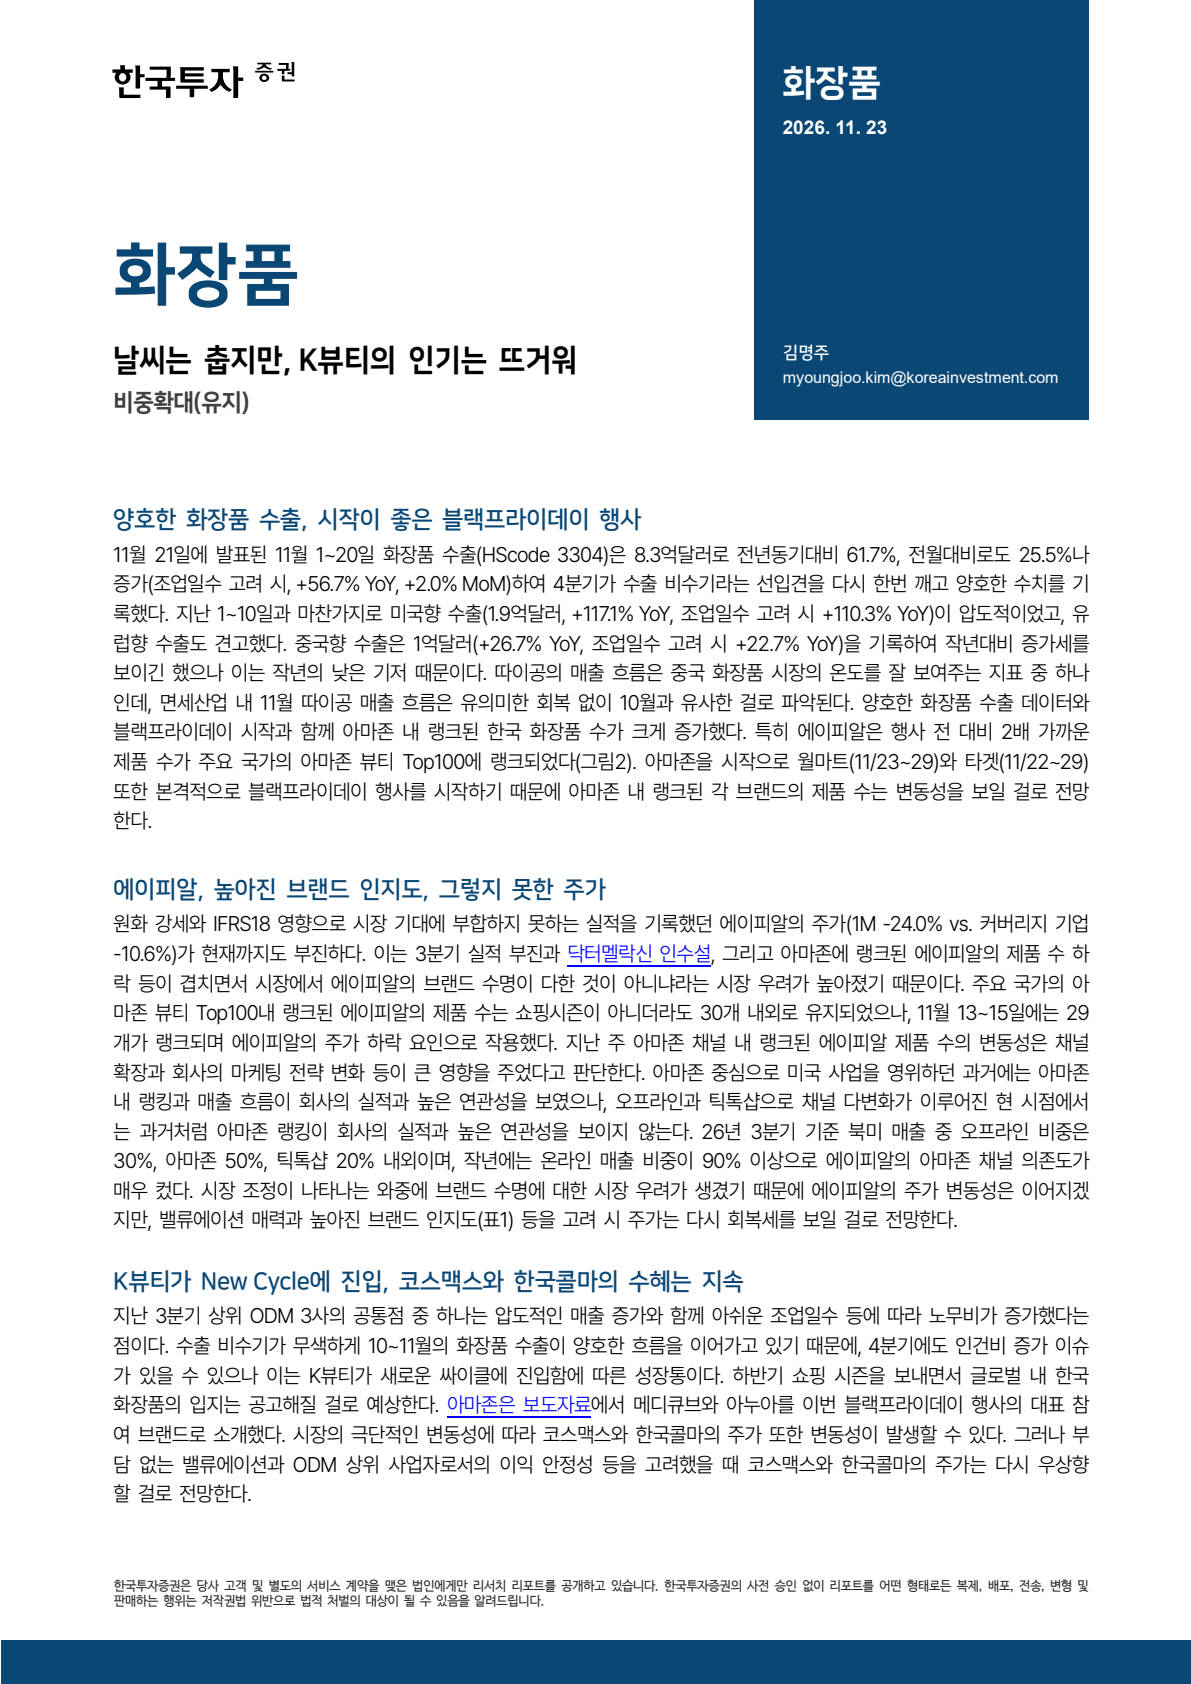 한국투자 증권
화장품
2026. 11. 23
화장품
날씨는 춥지만, K뷰티의 인기는 뜨거워
비중확대(유지)
김명주
myoungjoo.kim@koreainvestment.com
양호한 화장품 수출, 시작이 좋은 블랙프라이데이 행사
11월 21일에 발표된 11월 1~20일 화장품 수출(HScode 3304)은 8.3억달러로 전년동기대비 61.7%, 전월대비로도 25.5%나
증가(조업일수 고려 시, +56.7% YoY, +2.0% MoM)하여 4분기가 수출 비수기라는 선입견을 다시 한번 깨고 양호한 수치를 기
록했다. 지난 1~10일과 마찬가지로 미국향 수출(1.9억달러, +117.1% YoY, 조업일수 고려 시 +110.3% YoY)이 압도적이었고, 유
럽향 수출도 견고했다. 중국향 수출은 1억달러(+26.7% YoY, 조업일수 고려 시 +22.7% YoY)을 기록하여 작년대비 증가세를
보이긴 했으나 이는 작년의 낮은 기저 때문이다. 따이공의 매출 흐름은 중국 화장품 시장의 온도를 잘 보여주는 지표 중 하나
인데, 면세산업 내 11월 따이공 매출 흐름은 유의미한 회복 없이 10월과 유사한 걸로 파악된다. 양호한 화장품 수출 데이터와
블랙프라이데이 시작과 함께 아마존 내 랭크된 한국 화장품 수가 크게 증가했다. 특히 에이피알은 행사 전 대비 2배 가까운
제품 수가 주요 국가의 아마존 뷰티 Top100에 랭크되었다(그림2). 아마존을 시작으로 월마트(11/23~29)와 타겟(11/22~29)
또한 본격적으로 블랙프라이데이 행사를 시작하기 때문에 아마존 내 랭크된 각 브랜드의 제품 수는 변동성을 보일 걸로 전망
한다.
에이피알, 높아진 브랜드 인지도, 그렇지 못한 주가
원화 강세와 IFRS18 영향으로 시장 기대에 부합하지 못하는 실적을 기록했던 에이피알의 주가(1M -24.0% vs. 커버리지 기업
-10.6%)가 현재까지도 부진하다. 이는 3분기 실적 부진과 닥터멜락신 인수설, 그리고 아마존에 랭크된 에이피알의 제품 수 하
락 등이 겹치면서 시장에서 에이피알의 브랜드 수명이 다한 것이 아니냐라는 시장 우려가 높아졌기 때문이다. 주요 국가의 아
마존 뷰티 Top100내 랭크된 에이피알의 제품 수는 쇼핑시즌이 아니더라도 30개 내외로 유지되었으나, 11월 13~15일에는 29
개가 랭크되며 에이피알의 주가 하락 요인으로 작용했다. 지난 주 아마존 채널 내 랭크된 에이피알 제품 수의 변동성은 채널
확장과 회사의 마케팅 전략 변화 등이 큰 영향을 주었다고 판단한다. 아마존 중심으로 미국 사업을 영위하던 과거에는 아마존
내 랭킹과 매출 흐름이 회사의 실적과 높은 연관성을 보였으나, 오프라인과 틱톡샵으로 채널 다변화가 이루어진 현 시점에서
는 과거처럼 아마존 랭킹이 회사의 실적과 높은 연관성을 보이지 않는다. 26년 3분기 기준 북미 매출 중 오프라인 비중은
30%, 아마존 50%, 틱톡샵 20% 내외이며, 작년에는 온라인 매출 비중이 90% 이상으로 에이피알의 아마존 채널 의존도가
매우 컸다. 시장 조정이 나타나는 와중에 브랜드 수명에 대한 시장 우려가 생겼기 때문에 에이피알의 주가 변동성은 이어지겠
지만, 밸류에이션 매력과 높아진 브랜드 인지도(표1) 등을 고려 시 주가는 다시 회복세를 보일 걸로 전망한다.
K뷰티가 New Cycle에 진입, 코스맥스와 한국콜마의 수혜는 지속
지난 3분기 상위 ODM 3사의 공통점 중 하나는 압도적인 매출 증가와 함께 아쉬운 조업일수 등에 따라 노무비가 증가했다는
점이다. 수출 비수기가 무색하게 10~11월의 화장품 수출이 양호한 흐름을 이어가고 있기 때문에, 4분기에도 인건비 증가 이슈
가 있을 수 있으나 이는 K뷰티가 새로운 싸이클에 진입함에 따른 성장통이다. 하반기 쇼핑 시즌을 보내면서 글로벌 내 한국
화장품의 입지는 공고해질 걸로 예상한다. 아마존은 보도자료에서 메디큐브와 아누아를 이번 블랙프라이데이 행사의 대표 참
여 브랜드로 소개했다. 시장의 극단적인 변동성에 따라 코스맥스와 한국콜마의 주가 또한 변동성이 발생할 수 있다. 그러나 부
담 없는 밸류에이션과 ODM 상위 사업자로서의 이익 안정성 등을 고려했을 때 코스맥스와 한국콜마의 주가는 다시 우상향
할 걸로 전망한다.
한국투자증권은 당사 고객 및 별도의 서비스 계약을 맺은 법인에게만 리서치 리포트를 공개하고 있습니다. 한국투자증권의 사전 승인 없이 리포트를 어떤 형태로든 복제, 배포, 전송, 변형 및
판매하는 행위는 저작권법 위반으로 법적 처벌의 대상이 될 수 있음을 알려드립니다.